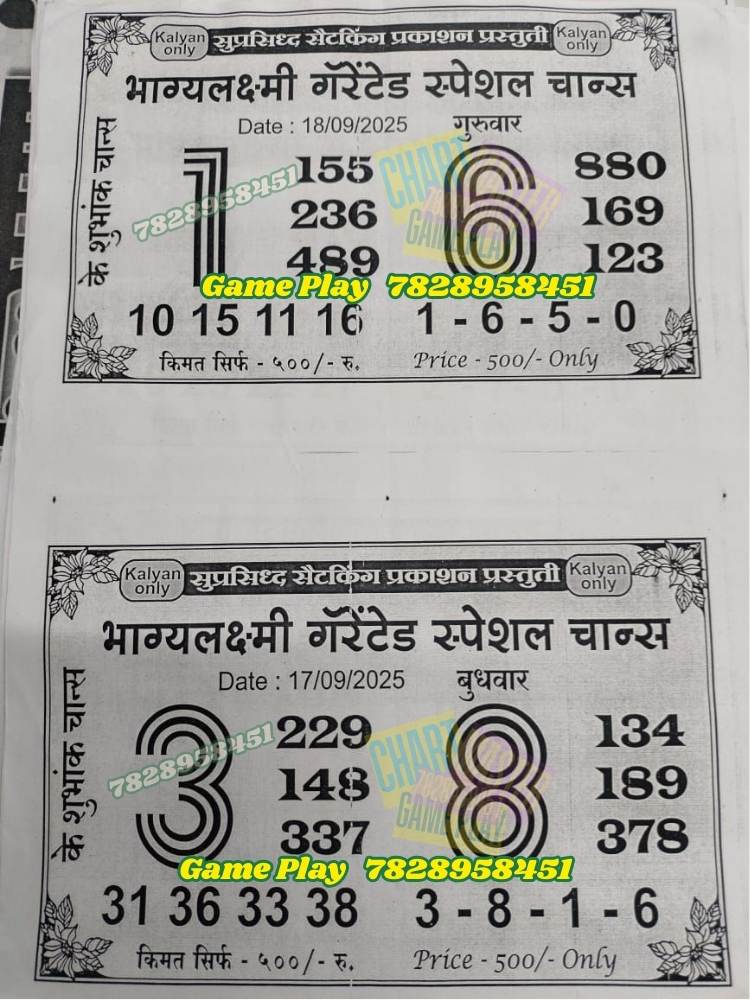 Kalyan only सुप्रसिध्द सैटकिंग प्रकाशन प्रस्तुती Kalyan only
भाग्यलक्ष्मी गॅरेंटेड स्पेशल चान्स
Date : 18/09/2025 गुरुवार
के शुभांक चान्स
1 155 6 880
236 169
489 123
7828958451
Game Play 7828958451
10 15 11 16 1 - 6 - 5 - 0
किमत सिर्फ - ५००/- रु. Price - 500/- Only
Kalyan only सुप्रसिध्द सैटकिंग प्रकाशन प्रस्तुती Kalyan only
भाग्यलक्ष्मी गॅरेंटेड स्पेशल चान्स
Date : 17/09/2025 बुधवार
के शुभांक चान्स
3 229 8 134
148 189
337 378
7828958451
Game Play 7828958451
31 36 33 38 3 - 8 - 1 - 6
किमत सिर्फ - ५००/- रु. Price - 500/- Only